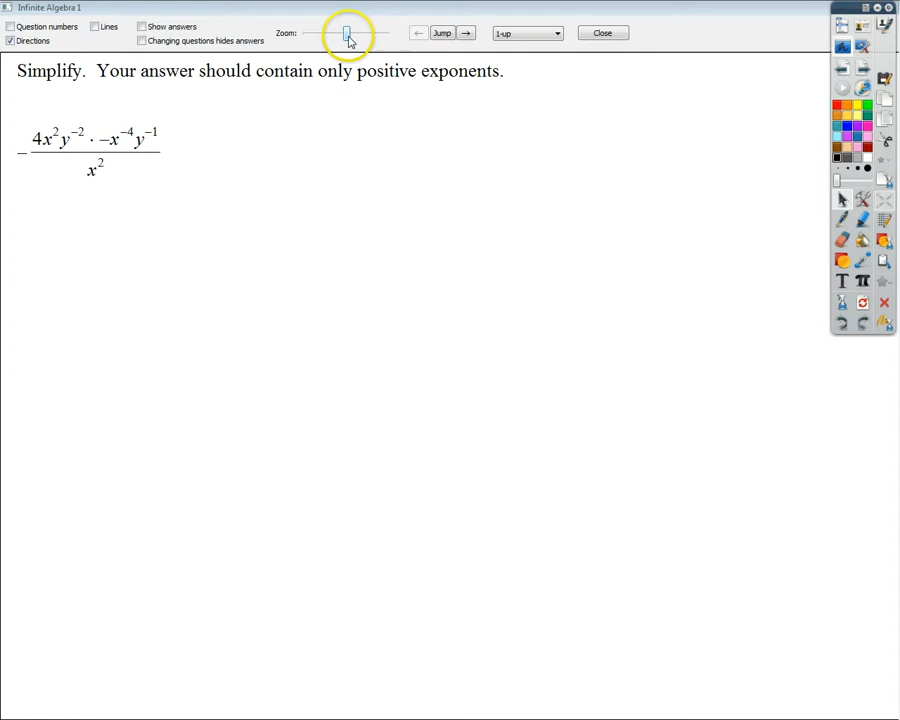 Infinite Algebra 1
Question numbers Lines Show answers
Directions Changing questions hides answers
Zoom: ← Jump → 1-up Close
Simplify. Your answer should contain only positive exponents.
−(4x²y⁻² · −x⁻⁴y⁻¹)/x²
T π